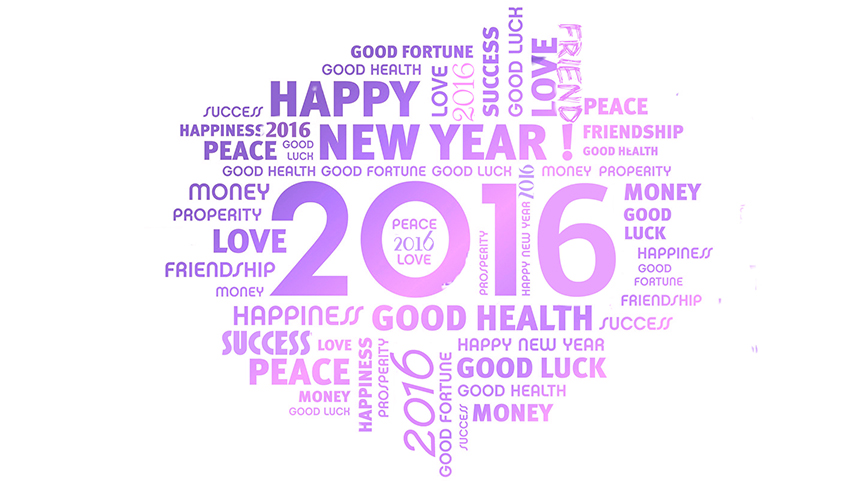 GOOD FORTUNE
GOOD HEALTH
LOVE
2016
SUCCESS
GOOD LUCK
LOVE
FRIEND
SUCCESS
HAPPY
PEACE
HAPPINESS 2016
NEW YEAR !
FRIENDSHIP
PEACE
GOOD
LUCK
GOOD HEALTH
GOOD HEALTH GOOD FORTUNE GOOD LUCK
2016
MONEY PROPERITY
MONEY
PROPERITY
LOVE
FRIENDSHIP
MONEY
2016
PEACE
2016
LOVE
PROSPERITY
HAPPY NEW YEAR
MONEY
GOOD
LUCK
HAPPINESS
GOOD
FORTUNE
FRIENDSHIP
HAPPINESS
GOOD HEALTH
SUCCESS
SUCCESS
LOVE
PEACE
MONEY
GOOD LUCK
HAPPINESS
PROSPERITY
2016
GOOD FORTUNE
HAPPY NEW YEAR
GOOD LUCK
GOOD HEALTH
SUCCESS
MONEY